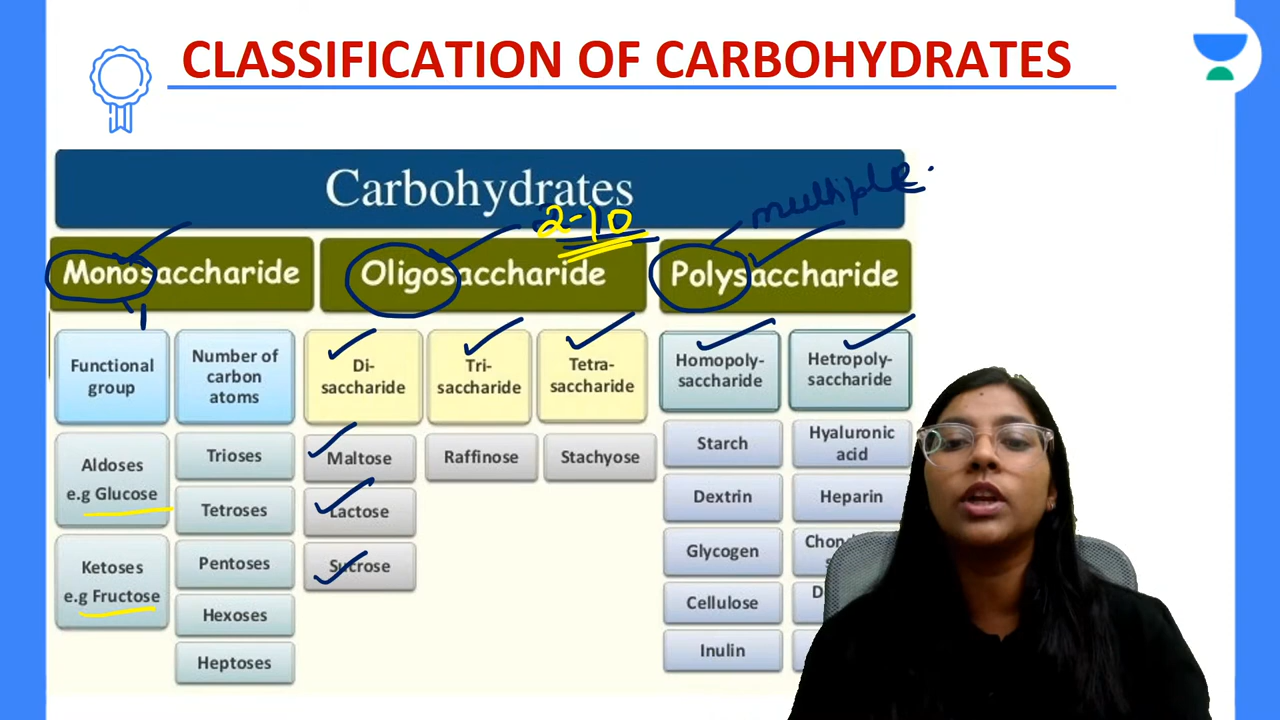 CLASSIFICATION OF CARBOHYDRATES
Carbohydrates
multiple.
2-10
Monosaccharide
Oligosaccharide
Polysaccharide
1
Functional
group
Number of
carbon
atoms
Di-
saccharide
Tri-
saccharide
Tetra-
saccharide
Homopoly-
saccharide
Hetropoly-
saccharide
Aldoses
e.g Glucose
Ketoses
e.g Fructose
Trioses
Tetroses
Pentoses
Hexoses
Heptoses
Maltose
Lactose
Sucrose
Raffinose
Stachyose
Starch
Dextrin
Glycogen
Cellulose
Inulin
Hyaluronic
acid
Heparin